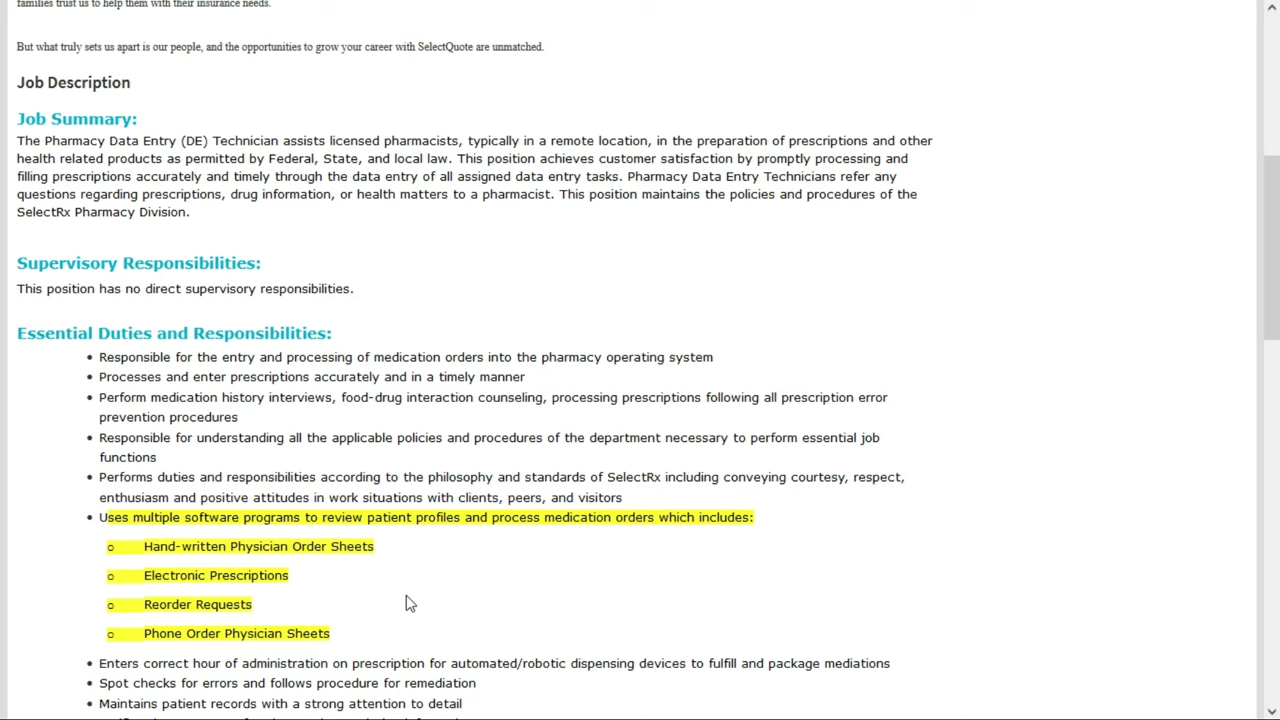 families trust us to help them with their insurance needs.
But what truly sets us apart is our people, and the opportunities to grow your career with SelectQuote are unmatched.
Job Description
Job Summary:
The Pharmacy Data Entry (DE) Technician assists licensed pharmacists, typically in a remote location, in the preparation of prescriptions and other
health related products as permitted by Federal, State, and local law. This position achieves customer satisfaction by promptly processing and
filling prescriptions accurately and timely through the data entry of all assigned data entry tasks. Pharmacy Data Entry Technicians refer any
questions regarding prescriptions, drug information, or health matters to a pharmacist. This position maintains the policies and procedures of the
SelectRx Pharmacy Division.
Supervisory Responsibilities:
This position has no direct supervisory responsibilities.
Essential Duties and Responsibilities:
• Responsible for the entry and processing of medication orders into the pharmacy operating system
• Processes and enter prescriptions accurately and in a timely manner
• Perform medication history interviews, food-drug interaction counseling, processing prescriptions following all prescription error
prevention procedures
• Responsible for understanding all the applicable policies and procedures of the department necessary to perform essential job
functions
• Performs duties and responsibilities according to the philosophy and standards of SelectRx including conveying courtesy, respect,
enthusiasm and positive attitudes in work situations with clients, peers, and visitors
• Uses multiple software programs to review patient profiles and process medication orders which includes:
o Hand-written Physician Order Sheets
o Electronic Prescriptions
o Reorder Requests
o Phone Order Physician Sheets
• Enters correct hour of administration on prescription for automated/robotic dispensing devices to fulfill and package mediations
• Spot checks for errors and follows procedure for remediation
• Maintains patient records with a strong attention to detail